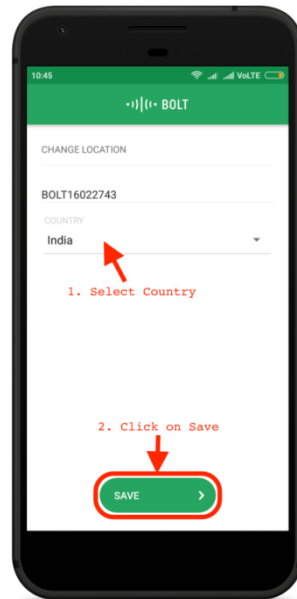 10:45 VoLTE
BOLT
CHANGE LOCATION
BOLT16022743
COUNTRY
India
1. Select Country
2. Click on Save
SAVE